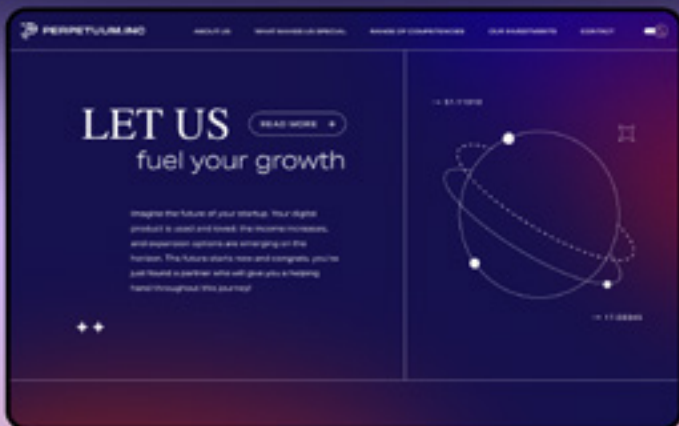 PERPETUUM.INC
ABOUT US
WHAT MAKES US SPECIAL
RANGE OF COMPETENCIES
OUR INVESTMENTS
CONTACT
LET US
READ MORE
fuel your growth
Imagine the future of your startup. Your digital
product is used and loved, the income increases,
and expansion options are emerging on the
horizon. The future starts now and congrats, you've
just found a partner who will give you a helping
hand throughout this journey!